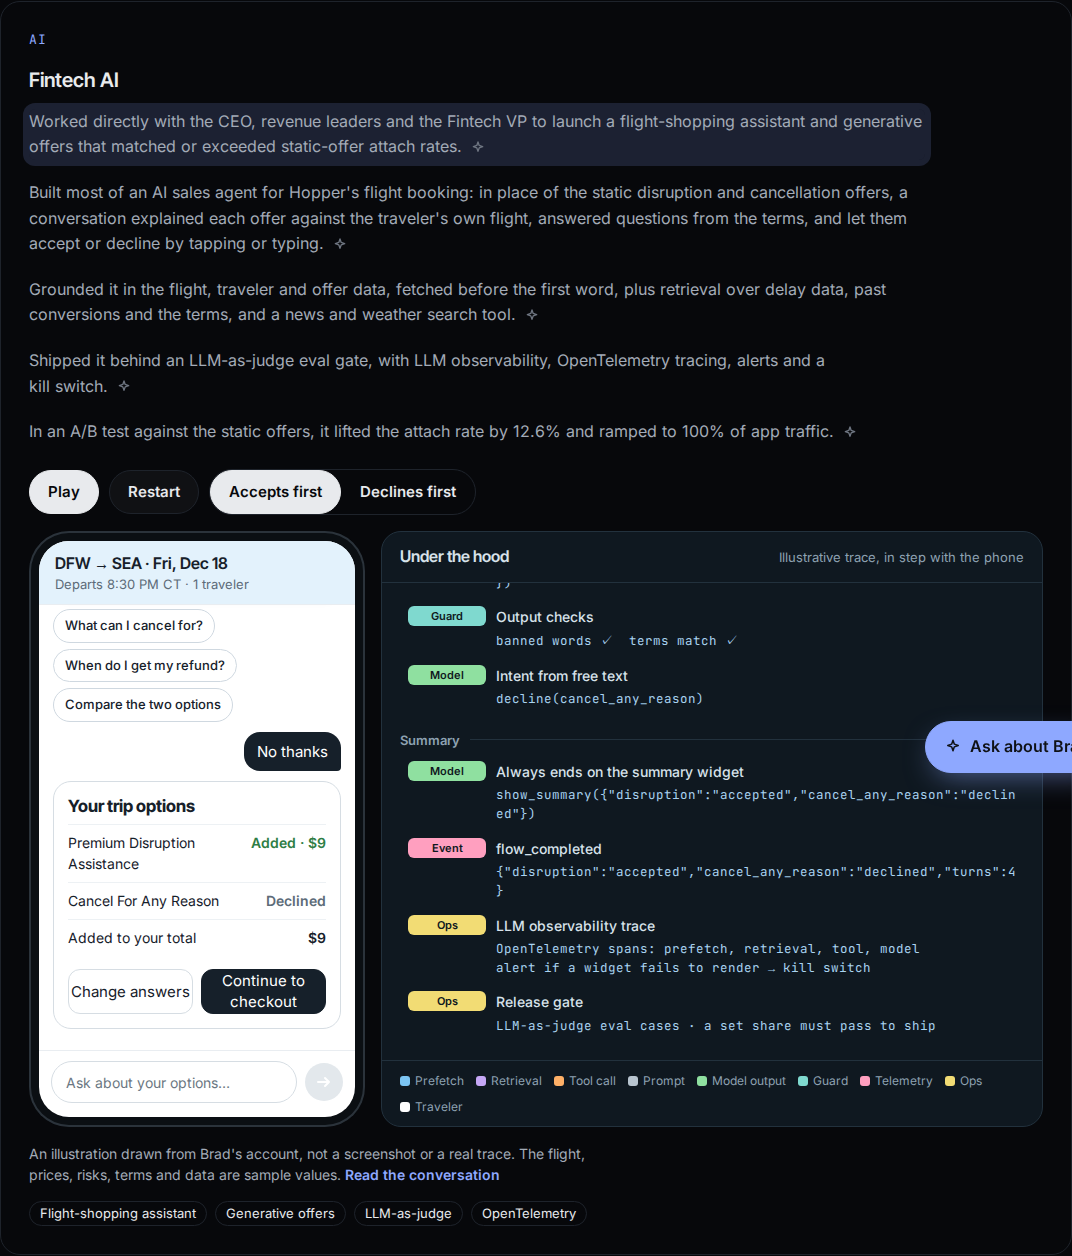 AI
Fintech AI
Worked directly with the CEO, revenue leaders and the Fintech VP to launch a flight-shopping assistant and generative
offers that matched or exceeded static-offer attach rates.
Built most of an AI sales agent for Hopper's flight booking: in place of the static disruption and cancellation offers, a
conversation explained each offer against the traveler's own flight, answered questions from the terms, and let them
accept or decline by tapping or typing.
Grounded it in the flight, traveler and offer data, fetched before the first word, plus retrieval over delay data, past
conversions and the terms, and a news and weather search tool.
Shipped it behind an LLM-as-judge eval gate, with LLM observability, OpenTelemetry tracing, alerts and a
kill switch.
In an A/B test against the static offers, it lifted the attach rate by 12.6% and ramped to 100% of app traffic.
Play
Restart
Accepts first
Declines first
DFW → SEA · Fri, Dec 18
Departs 8:30 PM CT · 1 traveler
What can I cancel for?
When do I get my refund?
Compare the two options
No thanks
Your trip options
Premium Disruption
Assistance
Added · $9
Cancel For Any Reason
Declined
Added to your total
$9
Change answers
Continue to
checkout
Ask about your options...
Under the hood
Illustrative trace, in step with the phone
})
Guard
Output checks
banned words ✓ terms match ✓
Model
Intent from free text
decline(cancel_any_reason)
Summary
Model
Always ends on the summary widget
show_summary({"disruption":"accepted","cancel_any_reason":"declin
ed"})
Event
flow_completed
{"disruption":"accepted","cancel_any_reason":"declined","turns":4
}
Ops
LLM observability trace
OpenTelemetry spans: prefetch, retrieval, tool, model
alert if a widget fails to render → kill switch
Ops
Release gate
LLM-as-judge eval cases · a set share must pass to ship
Prefetch
Retrieval
Tool call
Prompt
Model output
Guard
Telemetry
Ops
Traveler
Ask about Bra
An illustration drawn from Brad's account, not a screenshot or a real trace. The flight,
prices, risks, terms and data are sample values. Read the conversation
Flight-shopping assistant
Generative offers
LLM-as-judge
OpenTelemetry